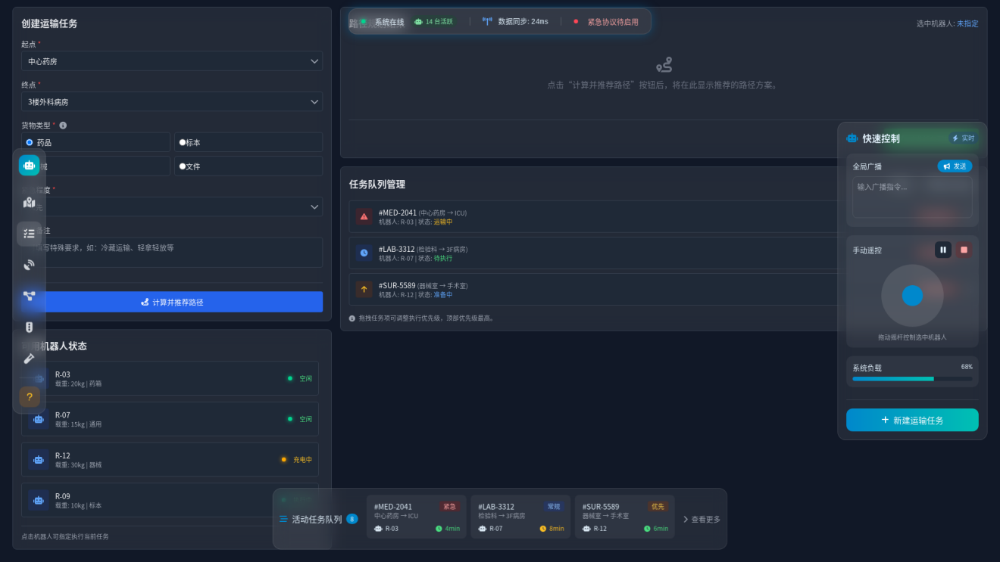 创建运输任务
起点 *
中心药房
终点 *
3楼外科病房
货物类型 *
药品
标本
械
文件
程度 *
先
注
写特殊要求，如：冷藏运输、轻拿轻放等
计算并推荐路径
用机器人状态
R-03
载重: 20kg | 药箱
空闲
R-07
载重: 15kg | 通用
空闲
R-12
载重: 30kg | 器械
充电中
R-09
载重: 10kg | 标本
点击机器人可指定执行当前任务
系统在线
14 台活跃
数据同步: 24ms
紧急协议待启用
选中机器人: 未指定
点击“计算并推荐路径”按钮后，将在此显示推荐的路径方案。
任务队列管理
#MED-2041 (中心药房 → ICU)
机器人: R-03 | 状态: 运输中
#LAB-3312 (检验科 → 3F病房)
机器人: R-07 | 状态: 待执行
#SUR-5589 (器械室 → 手术室)
机器人: R-12 | 状态: 准备中
拖拽任务项可调整执行优先级，顶部优先级最高。
快速控制
实时
全局广播
发送
输入广播指令...
手动遥控
拖动摇杆控制选中机器人
系统负载
68%
+ 新建运输任务
活动任务队列 8
#MED-2041 紧急
中心药房 → ICU
R-03 4min
#LAB-3312 常规
检验科 → 3F病房
R-07 8min
#SUR-5589 优先
器械室 → 手术室
R-12 6min
查看更多
?